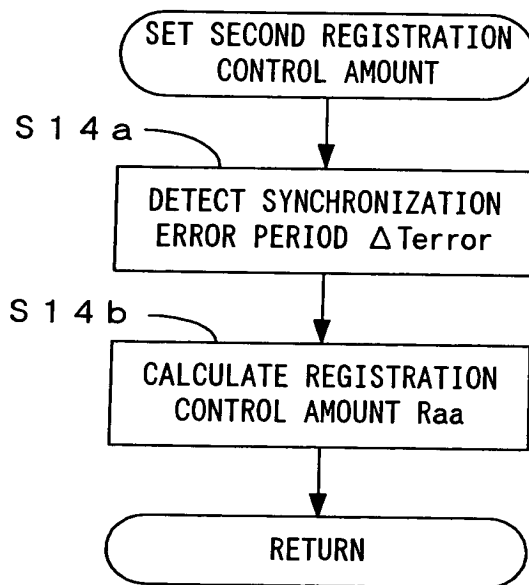 SET SECOND REGISTRATION
CONTROL AMOUNT
S14a
DETECT SYNCHRONIZATION
ERROR PERIOD ΔTerror
S14b
CALCULATE REGISTRATION
CONTROL AMOUNT Raa
RETURN